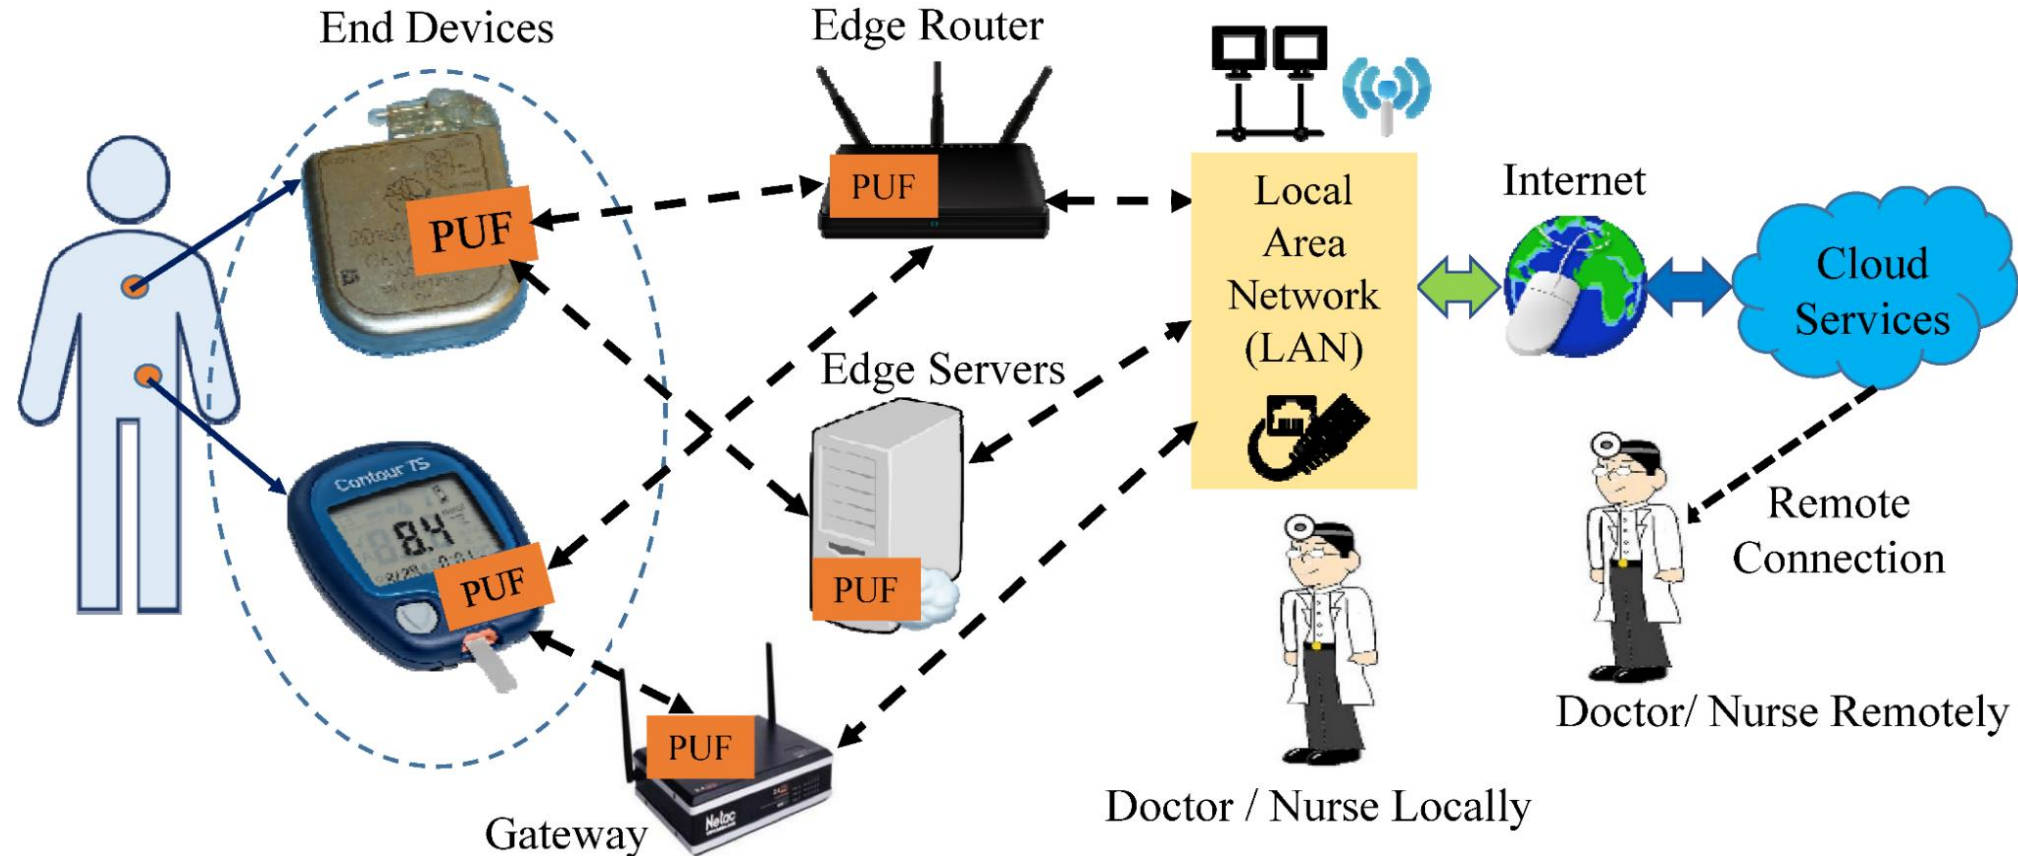 End Devices
Edge Router
PUF
PUF
Local
Area
Network
(LAN)
Internet
Cloud
Services
Edge Servers
Contour TS
8.4
PUF
PUF
Remote
Connection
PUF
Netac
Gateway
Doctor / Nurse Locally
Doctor/ Nurse Remotely